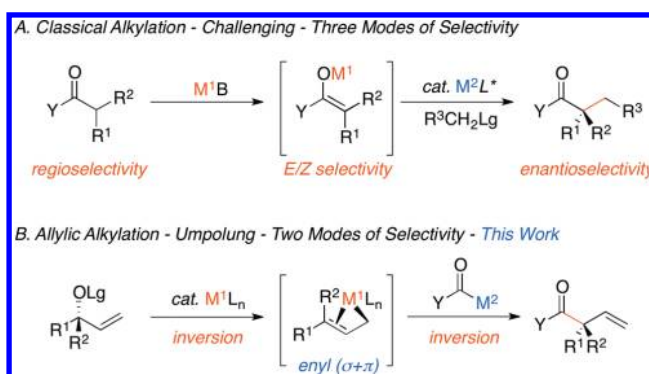 A. Classical Alkylation - Challenging - Three Modes of Selectivity
O
Y
R²
R¹
regioselectivity
M¹B
OM¹
Y
R²
R¹
E/Z selectivity
cat. M²L*
R³CH₂Lg
O
Y
R¹
R²
R³
enantioselectivity
B. Allylic Alkylation - Umpolung - Two Modes of Selectivity - This Work
OLg
R¹
R²
cat. M¹Lₙ
inversion
R²
M¹Lₙ
R¹
enyl (σ+π)
O
Y
M²
inversion
O
Y
R¹
R²